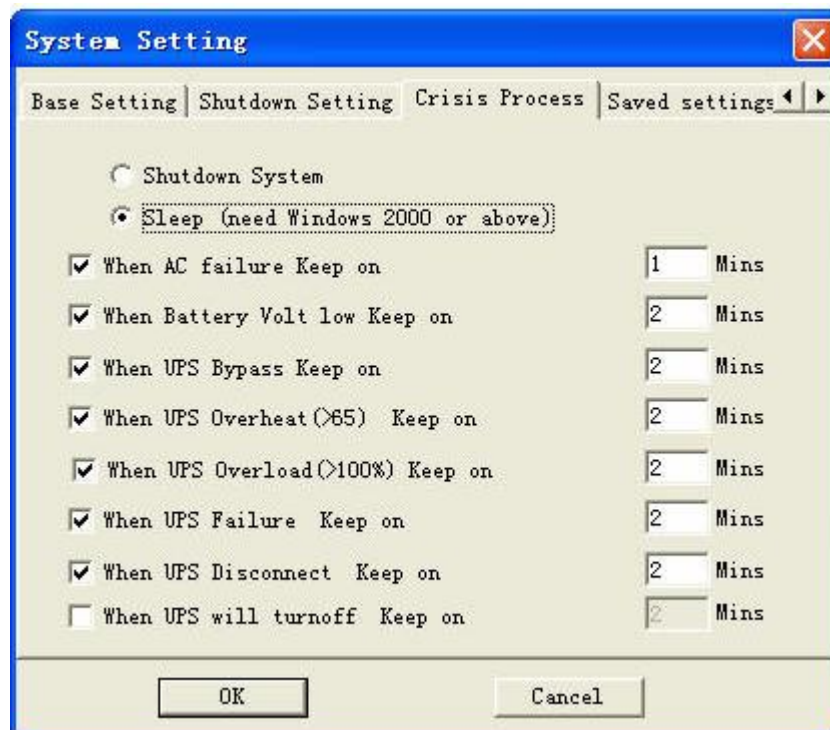 System Setting
Base Setting Shutdown Setting Crisis Process Saved settings
Shutdown System
Sleep (need Windows 2000 or above)
When AC failure Keep on 1 Mins
When Battery Volt low Keep on 2 Mins
When UPS Bypass Keep on 2 Mins
When UPS Overheat(>65) Keep on 2 Mins
When UPS Overload(>100%) Keep on 2 Mins
When UPS Failure Keep on 2 Mins
When UPS Disconnect Keep on 2 Mins
When UPS will turnoff Keep on 2 Mins
OK Cancel